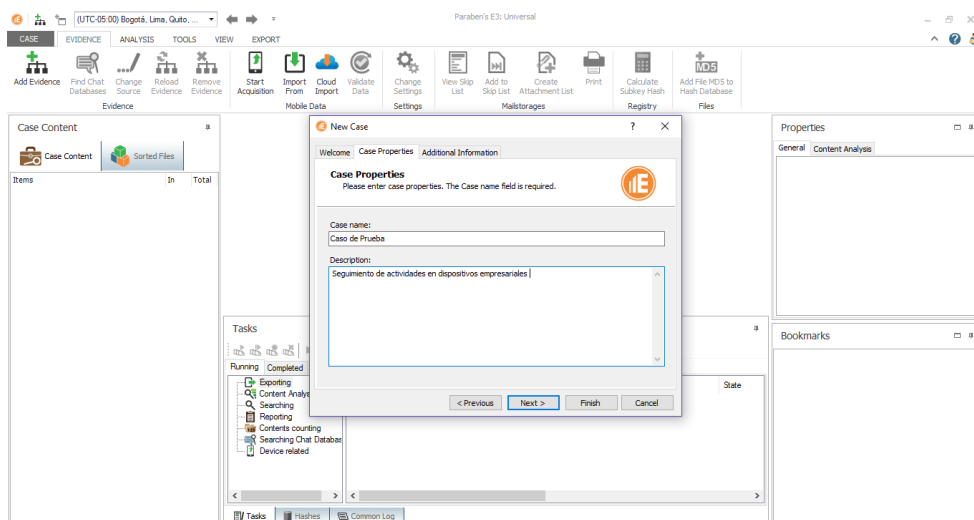 (UTC-05:00) Bogotá, Lima, Quito, ...
Paraben's E3: Universal
CASE EVIDENCE ANALYSIS TOOLS VIEW EXPORT
Add Evidence
Find Chat Databases
Change Source
Reload Evidence
Remove Evidence
Evidence
Start Acquisition
Import From
Cloud Import
Validate Data
Mobile Data
Change Settings
Settings
View Skip List
Add to Skip List
Create Attachment List
Print
Mailstorages
Calculate Subkey Hash
Registry
MD5
Add File MD5 to Hash Database
Files
Case Content
Case Content
Sorted Files
Items In Total
New Case
Welcome Case Properties Additional Information
Case Properties
Please enter case properties. The Case name field is required.
Case name:
Caso de Prueba
Description:
Seguimiento de actividades en dispositivos empresariales
< Previous Next > Finish Cancel
Properties
General Content Analysis
Bookmarks
Tasks
Running Completed
Exporting
Content Analys
Searching
Reporting
Contents counting
Searching Chat Databas
Device related
State
Tasks Hashes Common Log